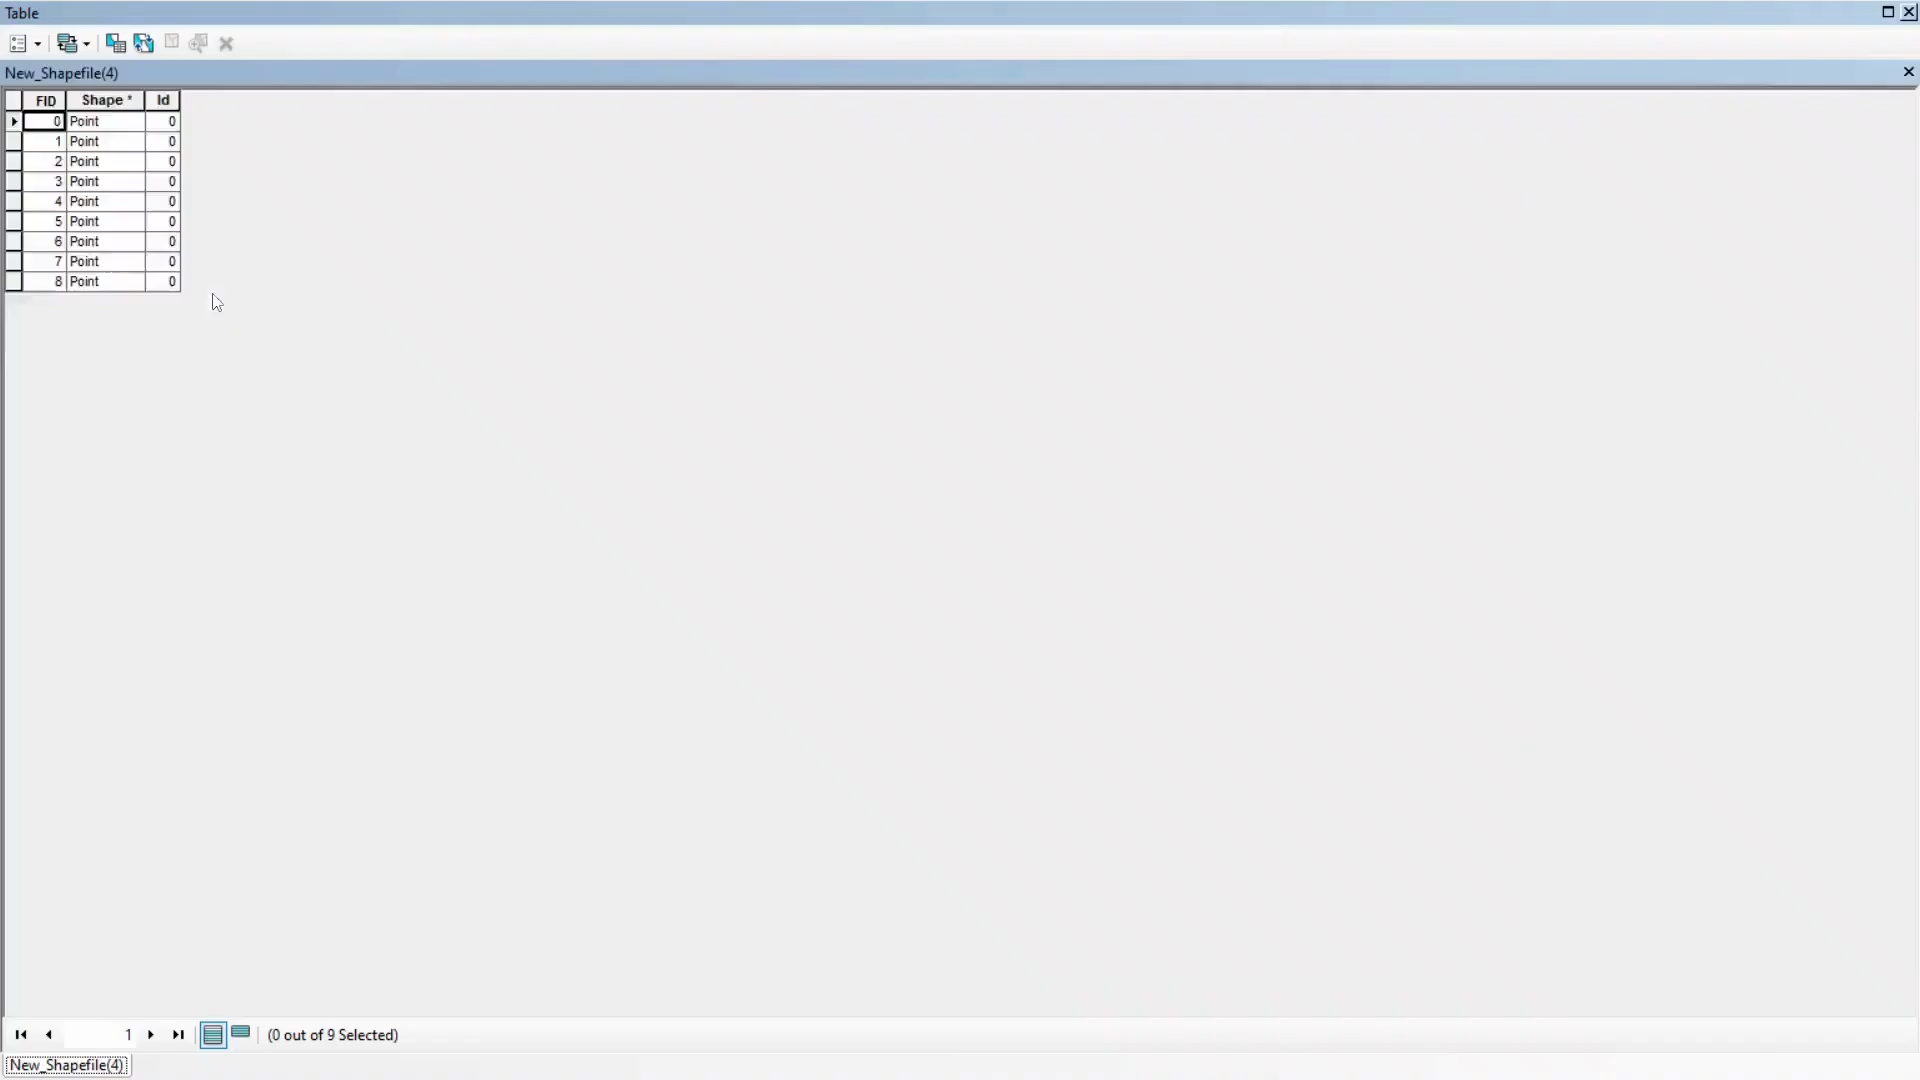 Table
New_Shapefile(4)
FID Shape * Id
0 Point 0
1 Point 0
2 Point 0
3 Point 0
4 Point 0
5 Point 0
6 Point 0
7 Point 0
8 Point 0
1 (0 out of 9 Selected)
New_Shapefile(4)